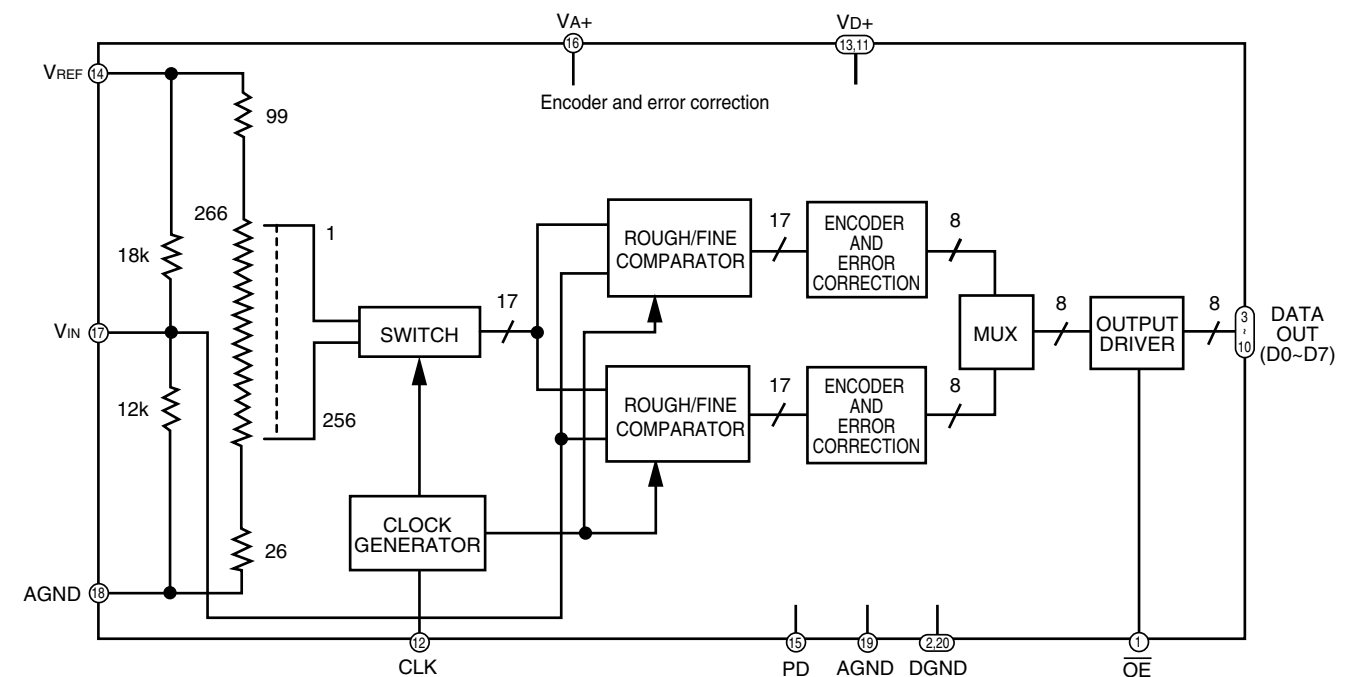 VA+
VD+
16
13,11
VREF 14
Encoder and error correction
99
266
1
18k
17
ROUGH/FINE
COMPARATOR
17
ENCODER
AND
ERROR
CORRECTION
8
VIN 17
SWITCH
MUX
8
OUTPUT
DRIVER
8
3
~
10
DATA
OUT
(D0~D7)
12k
256
ROUGH/FINE
COMPARATOR
17
ENCODER
AND
ERROR
CORRECTION
8
CLOCK
GENERATOR
26
AGND 18
12
CLK
15
PD
19
AGND
2,20
DGND
1
OE